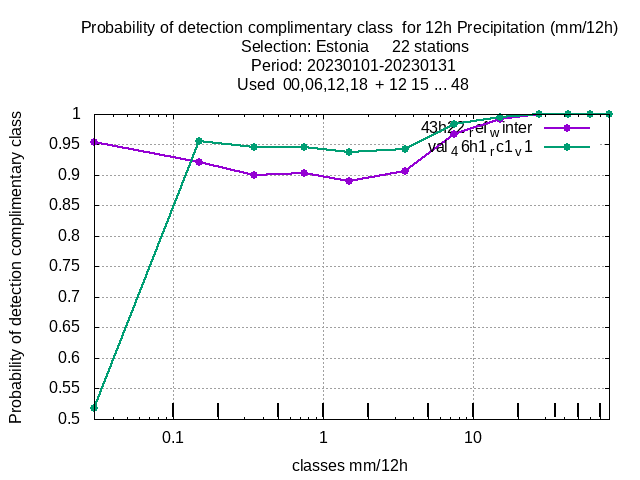 Probability of detection complimentary class for 12h Precipitation (mm/12h)
Selection: Estonia 22 stations
Period: 20230101-20230131
Used 00,06,12,18 + 12 15 ... 48
Probability of detection complimentary class
1
0.95
0.9
0.85
0.8
0.75
0.7
0.65
0.6
0.55
0.5
43h22rerwinter
val46h1rc1v1
0.1 1 10
classes mm/12h